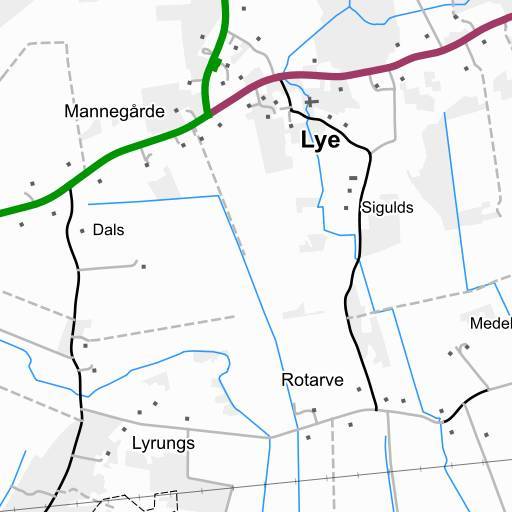 Mannegårde
Lye
Sigulds
Dals
Medel
Rotarve
Lyrungs